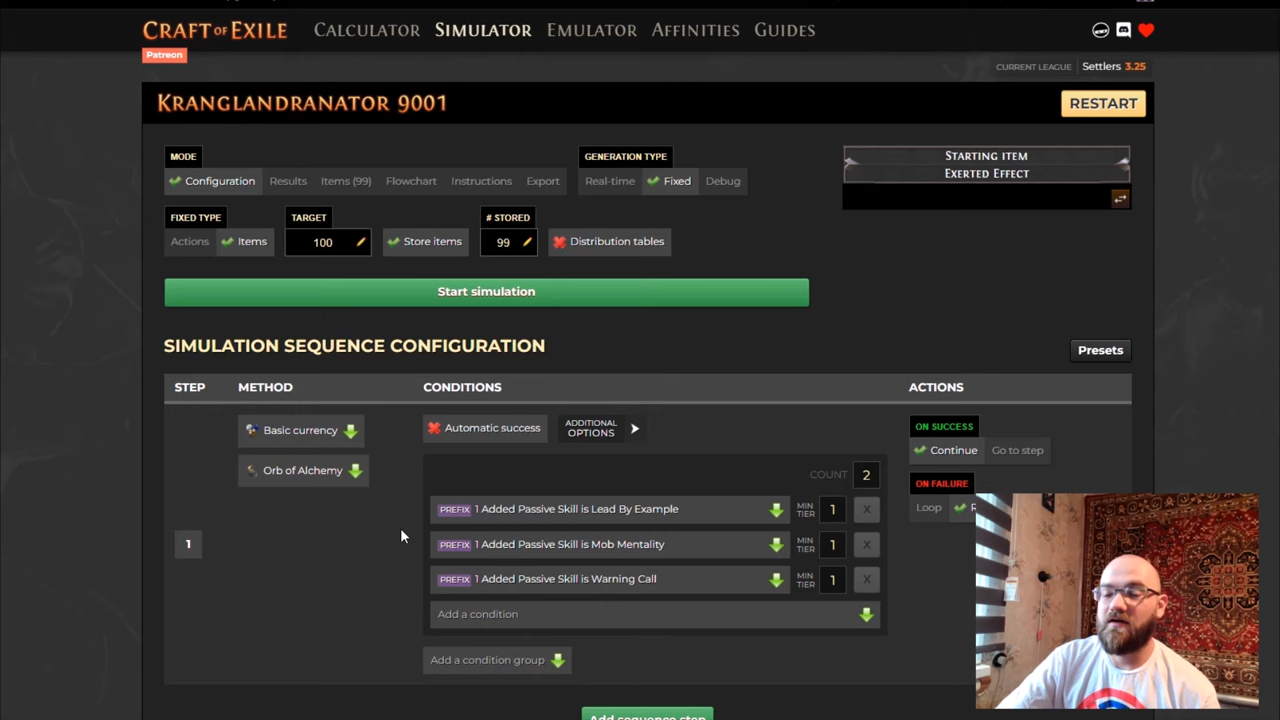 CRAFT OF EXILE
CALCULATOR
SIMULATOR
EMULATOR
AFFINITIES
GUIDES
Patreon
CURRENT LEAGUE Settlers 3.25
KRANGLANDRANATOR 9001
RESTART
MODE
GENERATION TYPE
Configuration Results Items (99) Flowchart Instructions Export
Real-time Fixed Debug
STARTING ITEM
EXERTED EFFECT
FIXED TYPE
TARGET
# STORED
Actions Items
100
Store items
99
Distribution tables
Start simulation
SIMULATION SEQUENCE CONFIGURATION
Presets
STEP METHOD CONDITIONS ACTIONS
Basic currency
Automatic success
ADDITIONAL OPTIONS
ON SUCCESS
Continue Go to step
Orb of Alchemy
COUNT 2
ON FAILURE
Loop
PREFIX 1 Added Passive Skill is Lead By Example MIN TIER 1 X
1
PREFIX 1 Added Passive Skill is Mob Mentality MIN TIER 1 X
PREFIX 1 Added Passive Skill is Warning Call MIN TIER 1 X
Add a condition
Add a condition group
Add sequence step